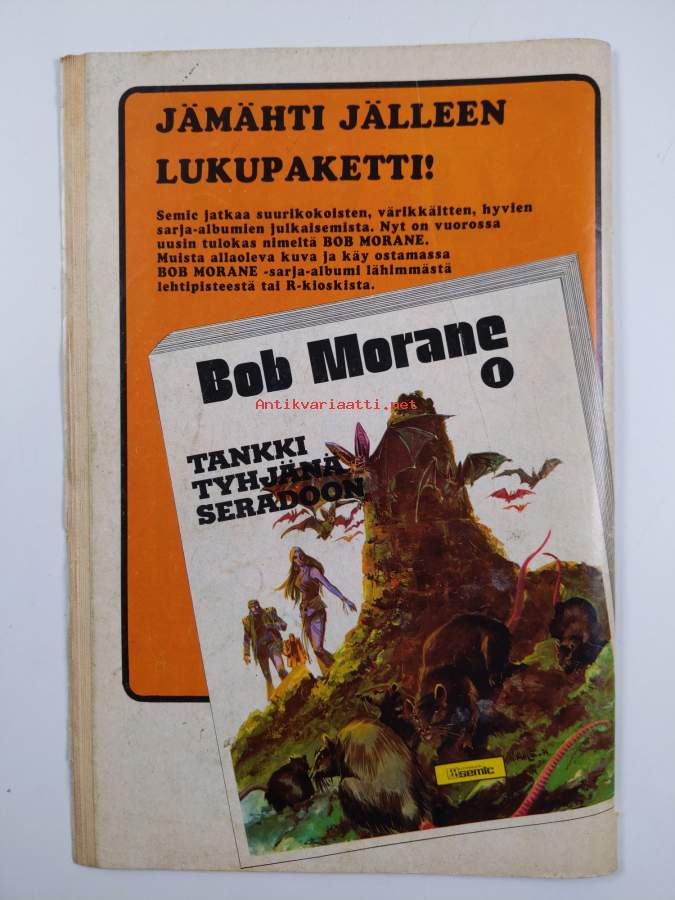 JÄMÄHTI JÄLLEEN
LUKUPAKETTI!
Semic jatkaa suurikokoisten, värikkäitten, hyvien
sarja-albumien julkaisemista. Nyt on vuorossa
uusin tulokas nimeltä BOB MORANE.
Muista allaoleva kuva ja käy ostamassa
BOB MORANE -sarja-albumi lähimmästä
lehtipisteestä tai R-kioskista.
Bob Morane
1
Antikvariaatti.net
TANKKI
TYHJÄNÄ
SERADOON
semic